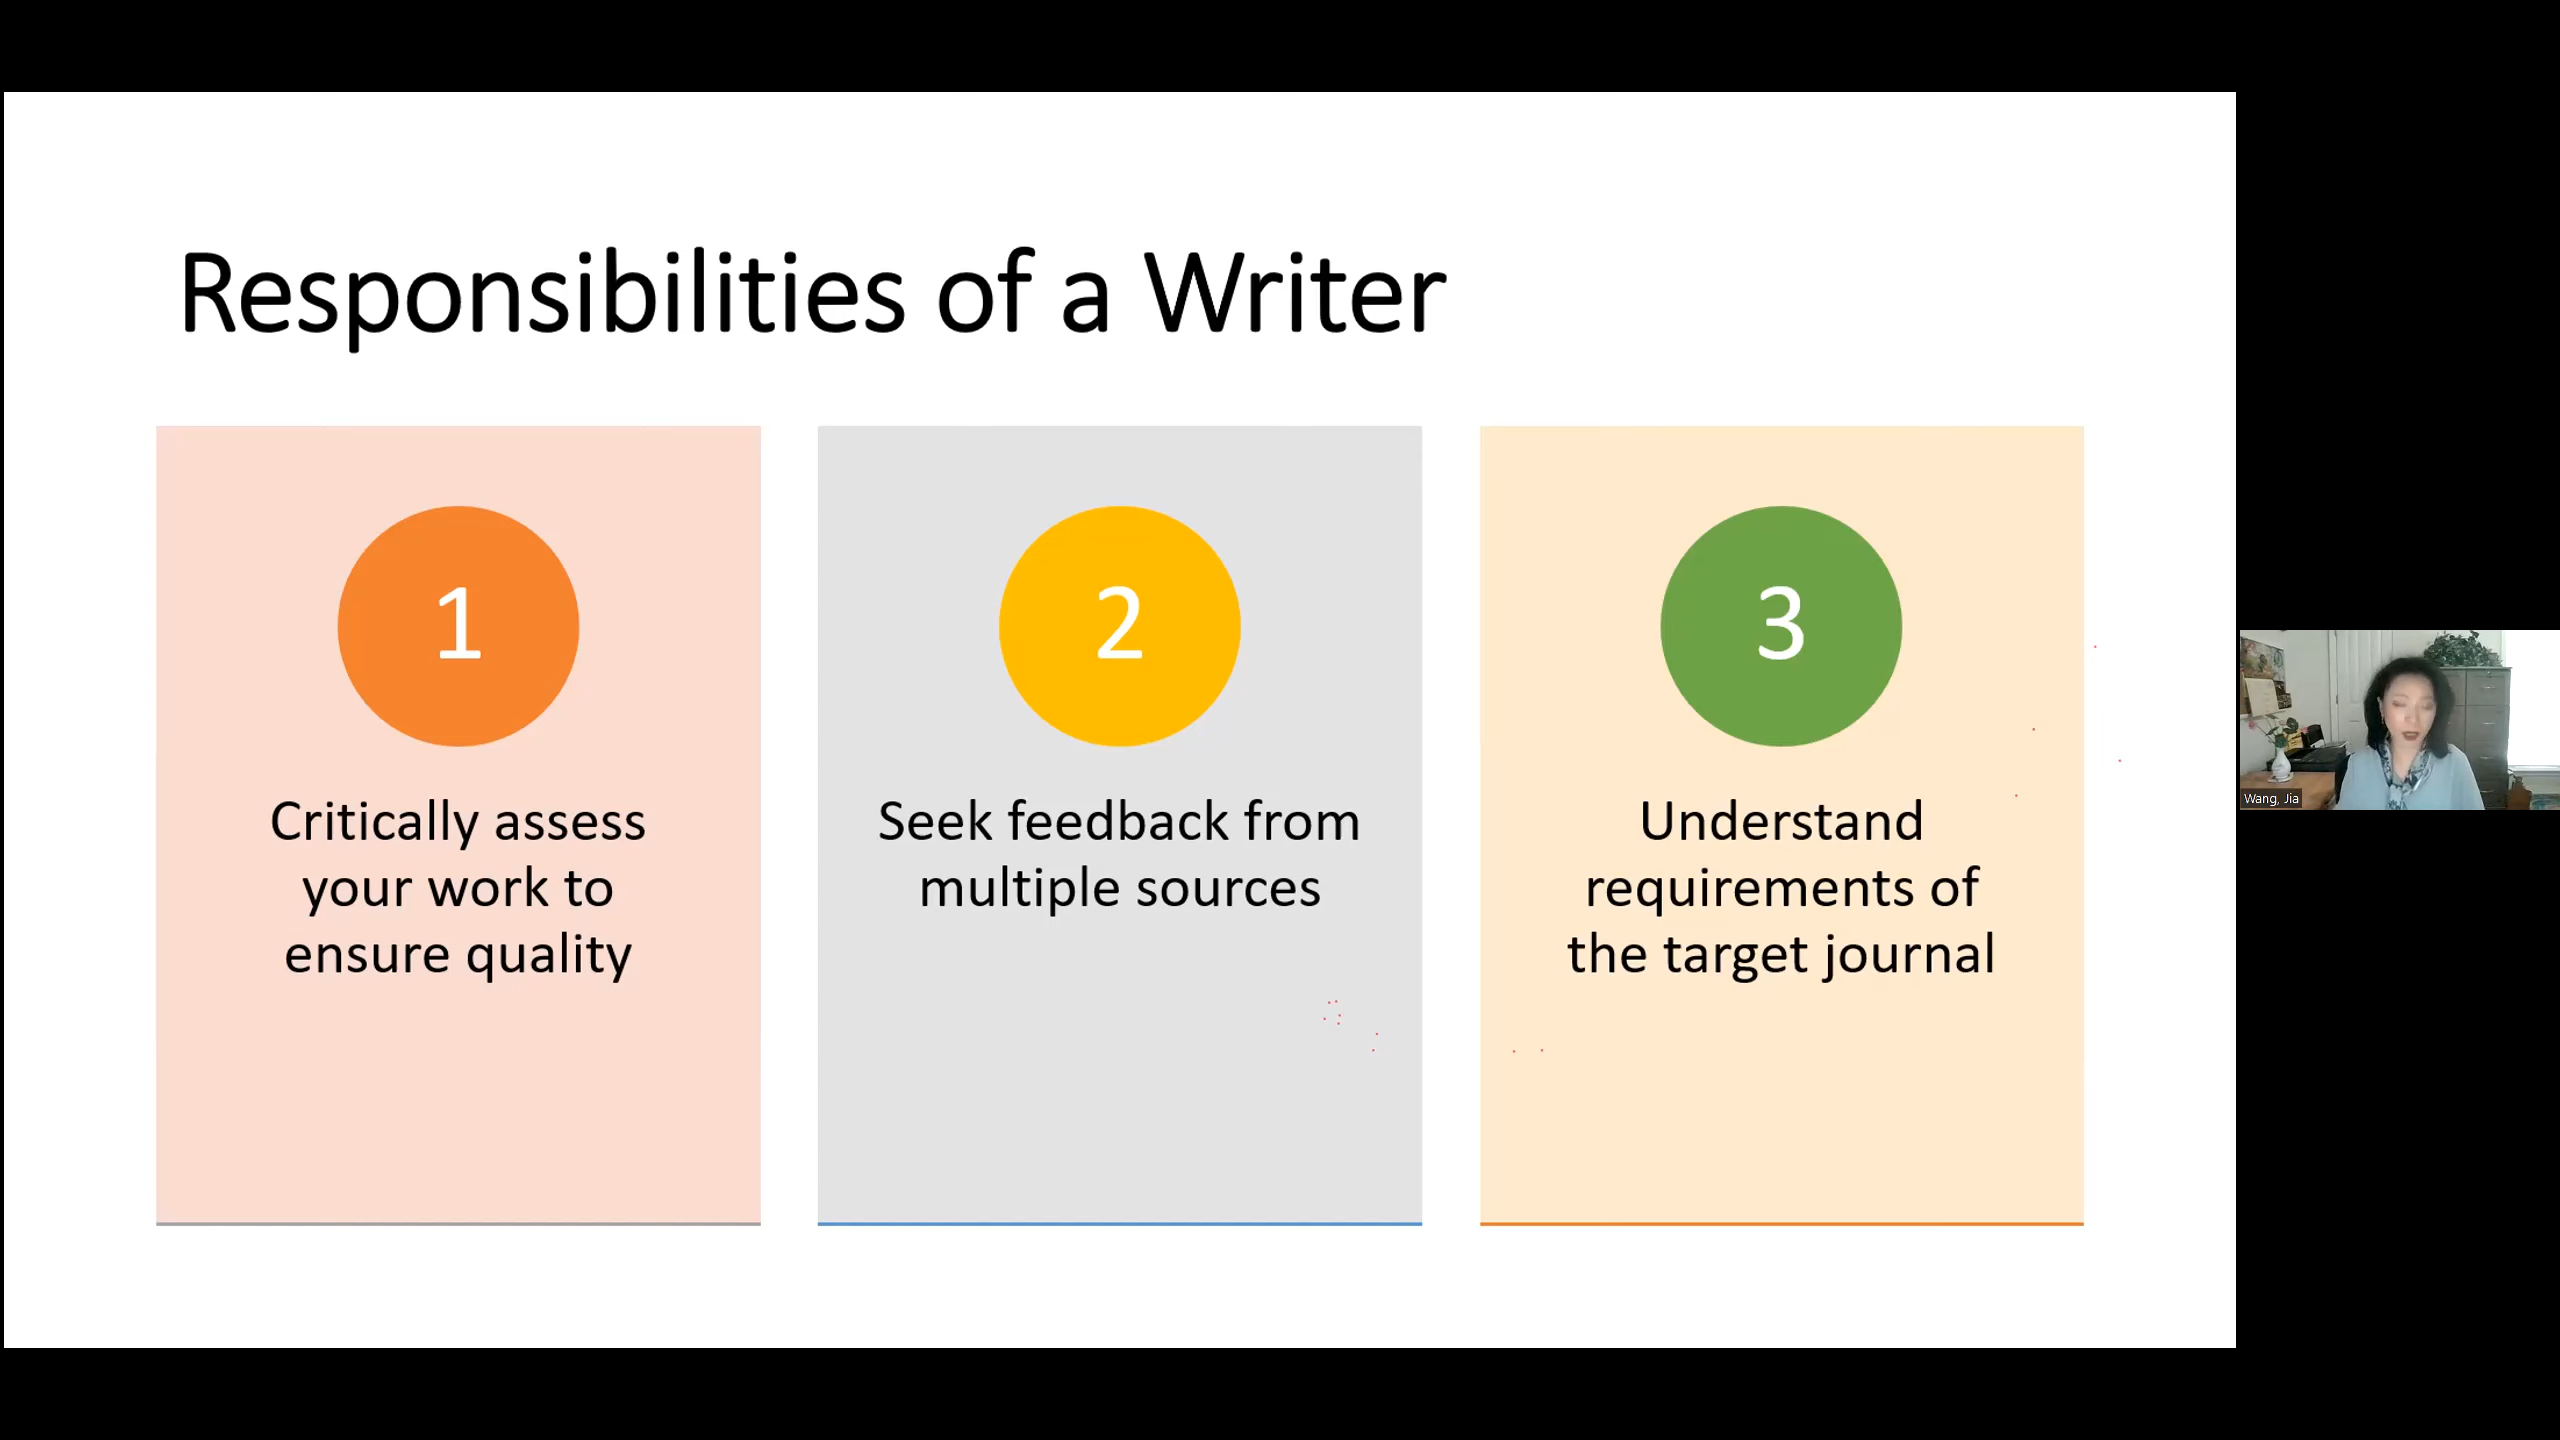 Responsibilities of a Writer
1
Critically assess
your work to
ensure quality
2
Seek feedback from
multiple sources
3
Understand
requirements of
the target journal
Wang, Jia